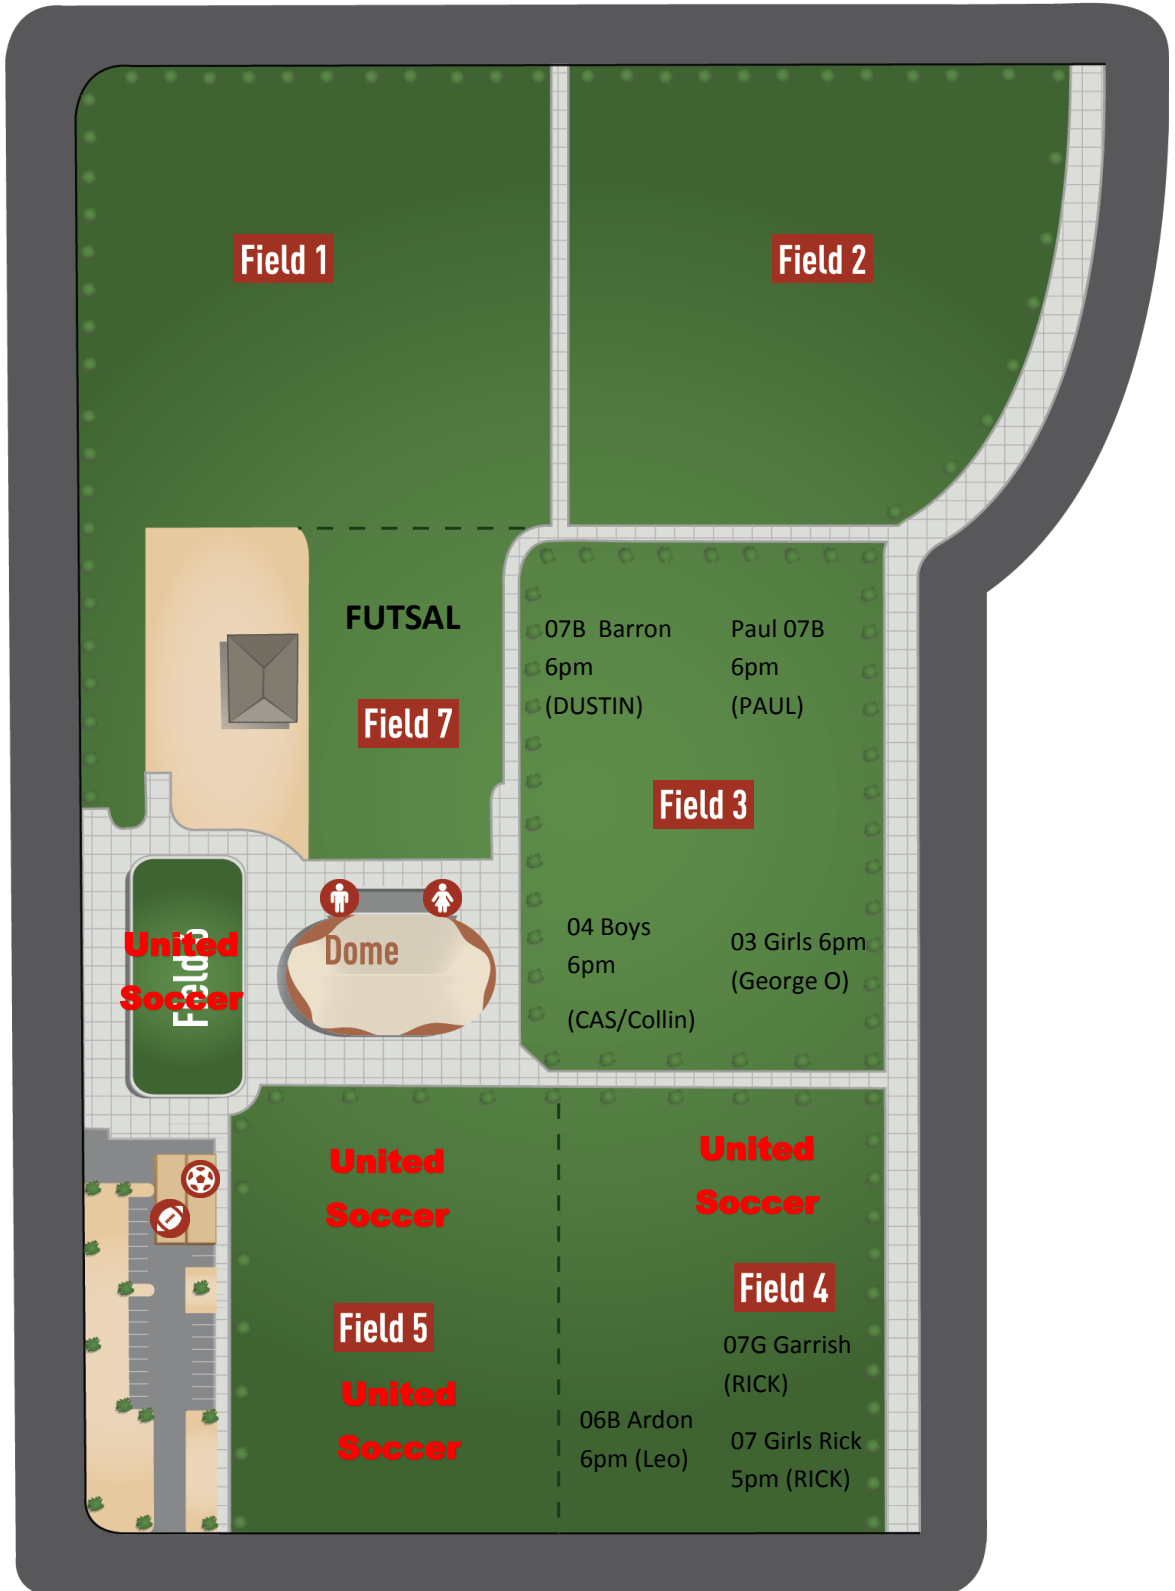 Field 1
Field 2
FUTSAL
Field 7
07B  Barron
6pm
(DUSTIN)
Paul 07B
6pm
(PAUL)
Field 3
04 Boys
6pm
(CAS/Collin)
03 Girls 6pm
(George O)
United
Soccer
Field
Dome
United
Soccer
Field 5
United
Soccer
United
Soccer
Field 4
07G Garrish
(RICK)
06B Ardon
6pm (Leo)
07 Girls Rick
5pm (RICK)